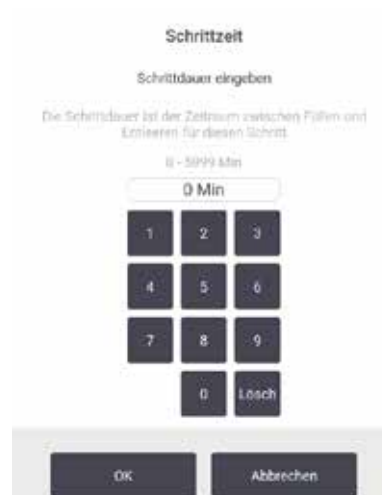 Schrittzeit
Schrittdauer eingeben
Die Schrittdauer ist der Zeitraum zwischen Füllen und
Entleeren für diesen Schritt
0 - 5999 Min
0 Min
1 2 3
4 5 6
7 8 9
0 Lösch
OK Abbrechen